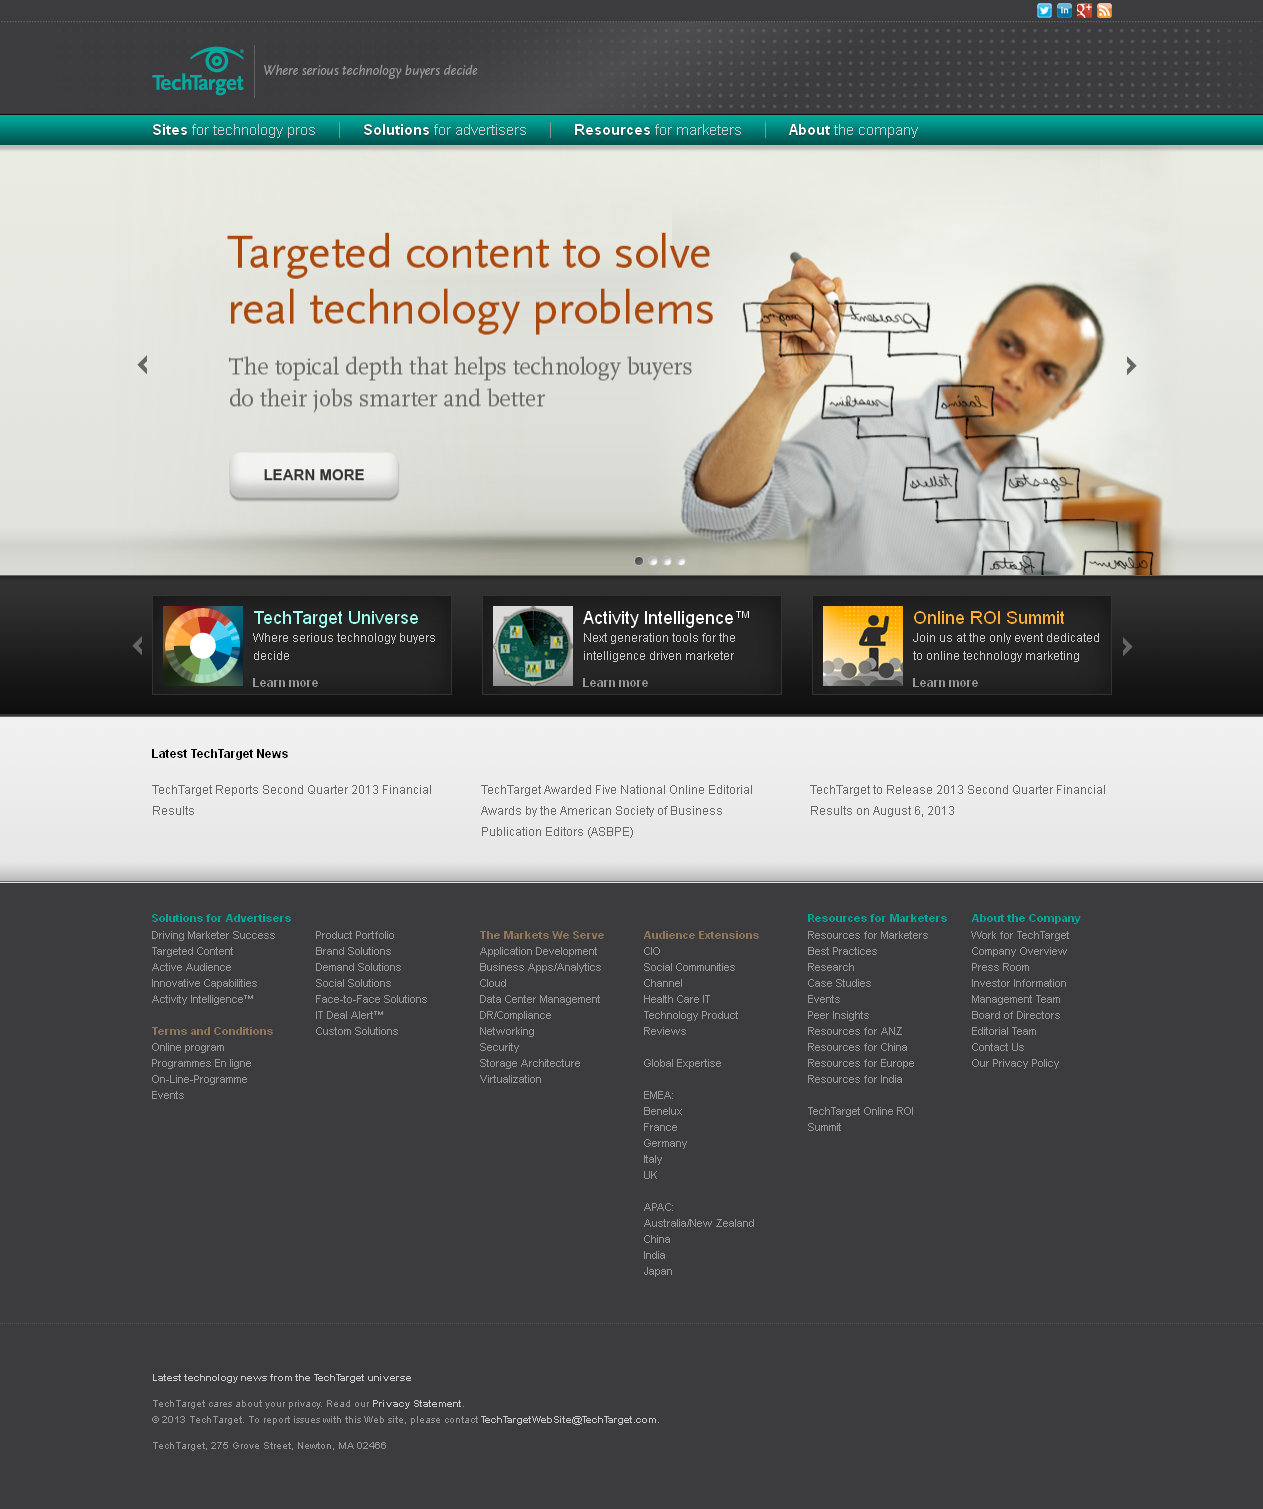 TechTarget
Where serious technology buyers decide
Sites for technology pros
Solutions for advertisers
Resources for marketers
About the company
Targeted content to solve
real technology problems
The topical depth that helps technology buyers
do their jobs smarter and better
LEARN MORE
TechTarget Universe
Where serious technology buyers
decide
Learn more
Activity Intelligence™
Next generation tools for the
intelligence driven marketer
Learn more
Online ROI Summit
Join us at the only event dedicated
to online technology marketing
Learn more
Latest TechTarget News
TechTarget Reports Second Quarter 2013 Financial
Results
TechTarget Awarded Five National Online Editorial
Awards by the American Society of Business
Publication Editors (ASBPE)
TechTarget to Release 2013 Second Quarter Financial
Results on August 6, 2013
Solutions for Advertisers
Driving Marketer Success
Targeted Content
Active Audience
Innovative Capabilities
Activity Intelligence™
Terms and Conditions
Online program
Programmes En ligne
On-Line-Programme
Events
Product Portfolio
Brand Solutions
Demand Solutions
Social Solutions
Face-to-Face Solutions
IT Deal Alert™
Custom Solutions
The Markets We Serve
Application Development
Business Apps/Analytics
Cloud
Data Center Management
DR/Compliance
Networking
Security
Storage Architecture
Virtualization
Audience Extensions
CIO
Social Communities
Channel
Health Care IT
Technology Product
Reviews
Global Expertise
EMEA:
Benelux
France
Germany
Italy
UK
APAC:
Australia/New Zealand
China
India
Japan
Resources for Marketers
Resources for Marketers
Best Practices
Research
Case Studies
Events
Peer Insights
Resources for ANZ
Resources for China
Resources for Europe
Resources for India
TechTarget Online ROI
Summit
About the Company
Work for TechTarget
Company Overview
Press Room
Investor Information
Management Team
Board of Directors
Editorial Team
Contact Us
Our Privacy Policy
Latest technology news from the TechTarget universe
TechTarget cares about your privacy. Read our Privacy Statement.
© 2013 TechTarget. To report issues with this Web site, please contact TechTargetWebSite@TechTarget.com.
TechTarget, 275 Grove Street, Newton, MA 02466